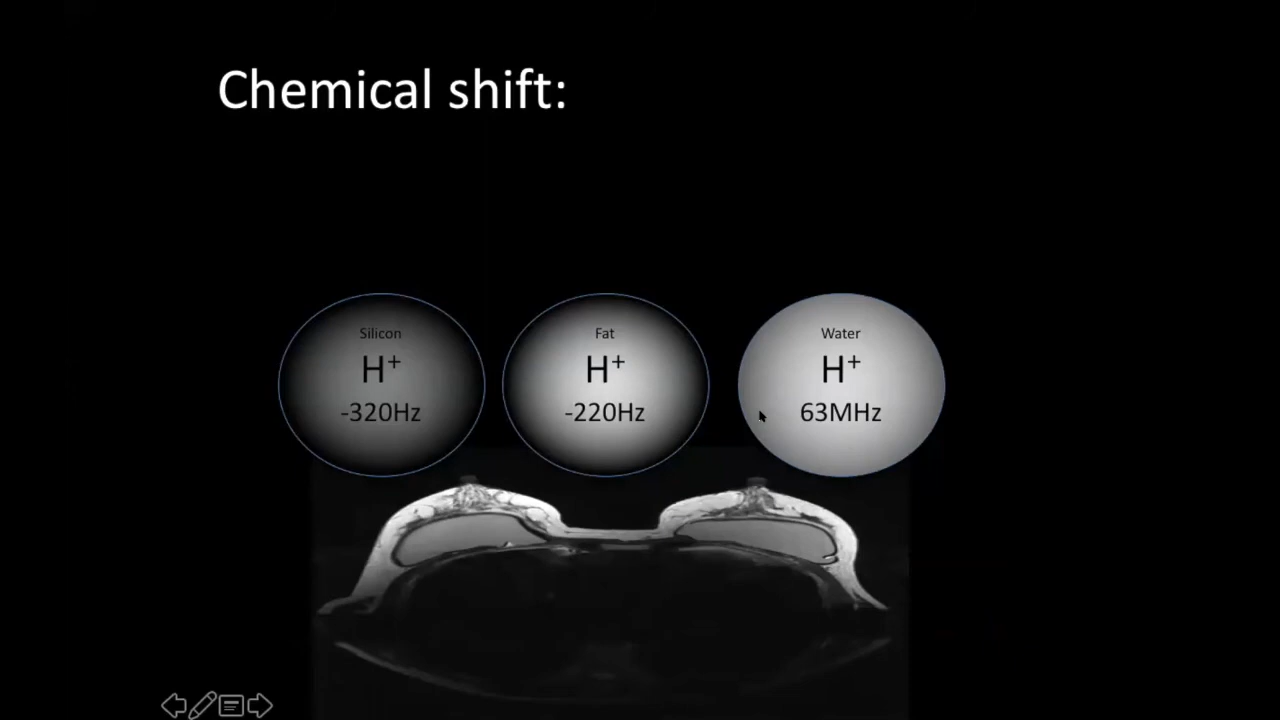 Chemical shift:
Silicon
H⁺
-320Hz
Fat
H⁺
-220Hz
Water
H⁺
63MHz